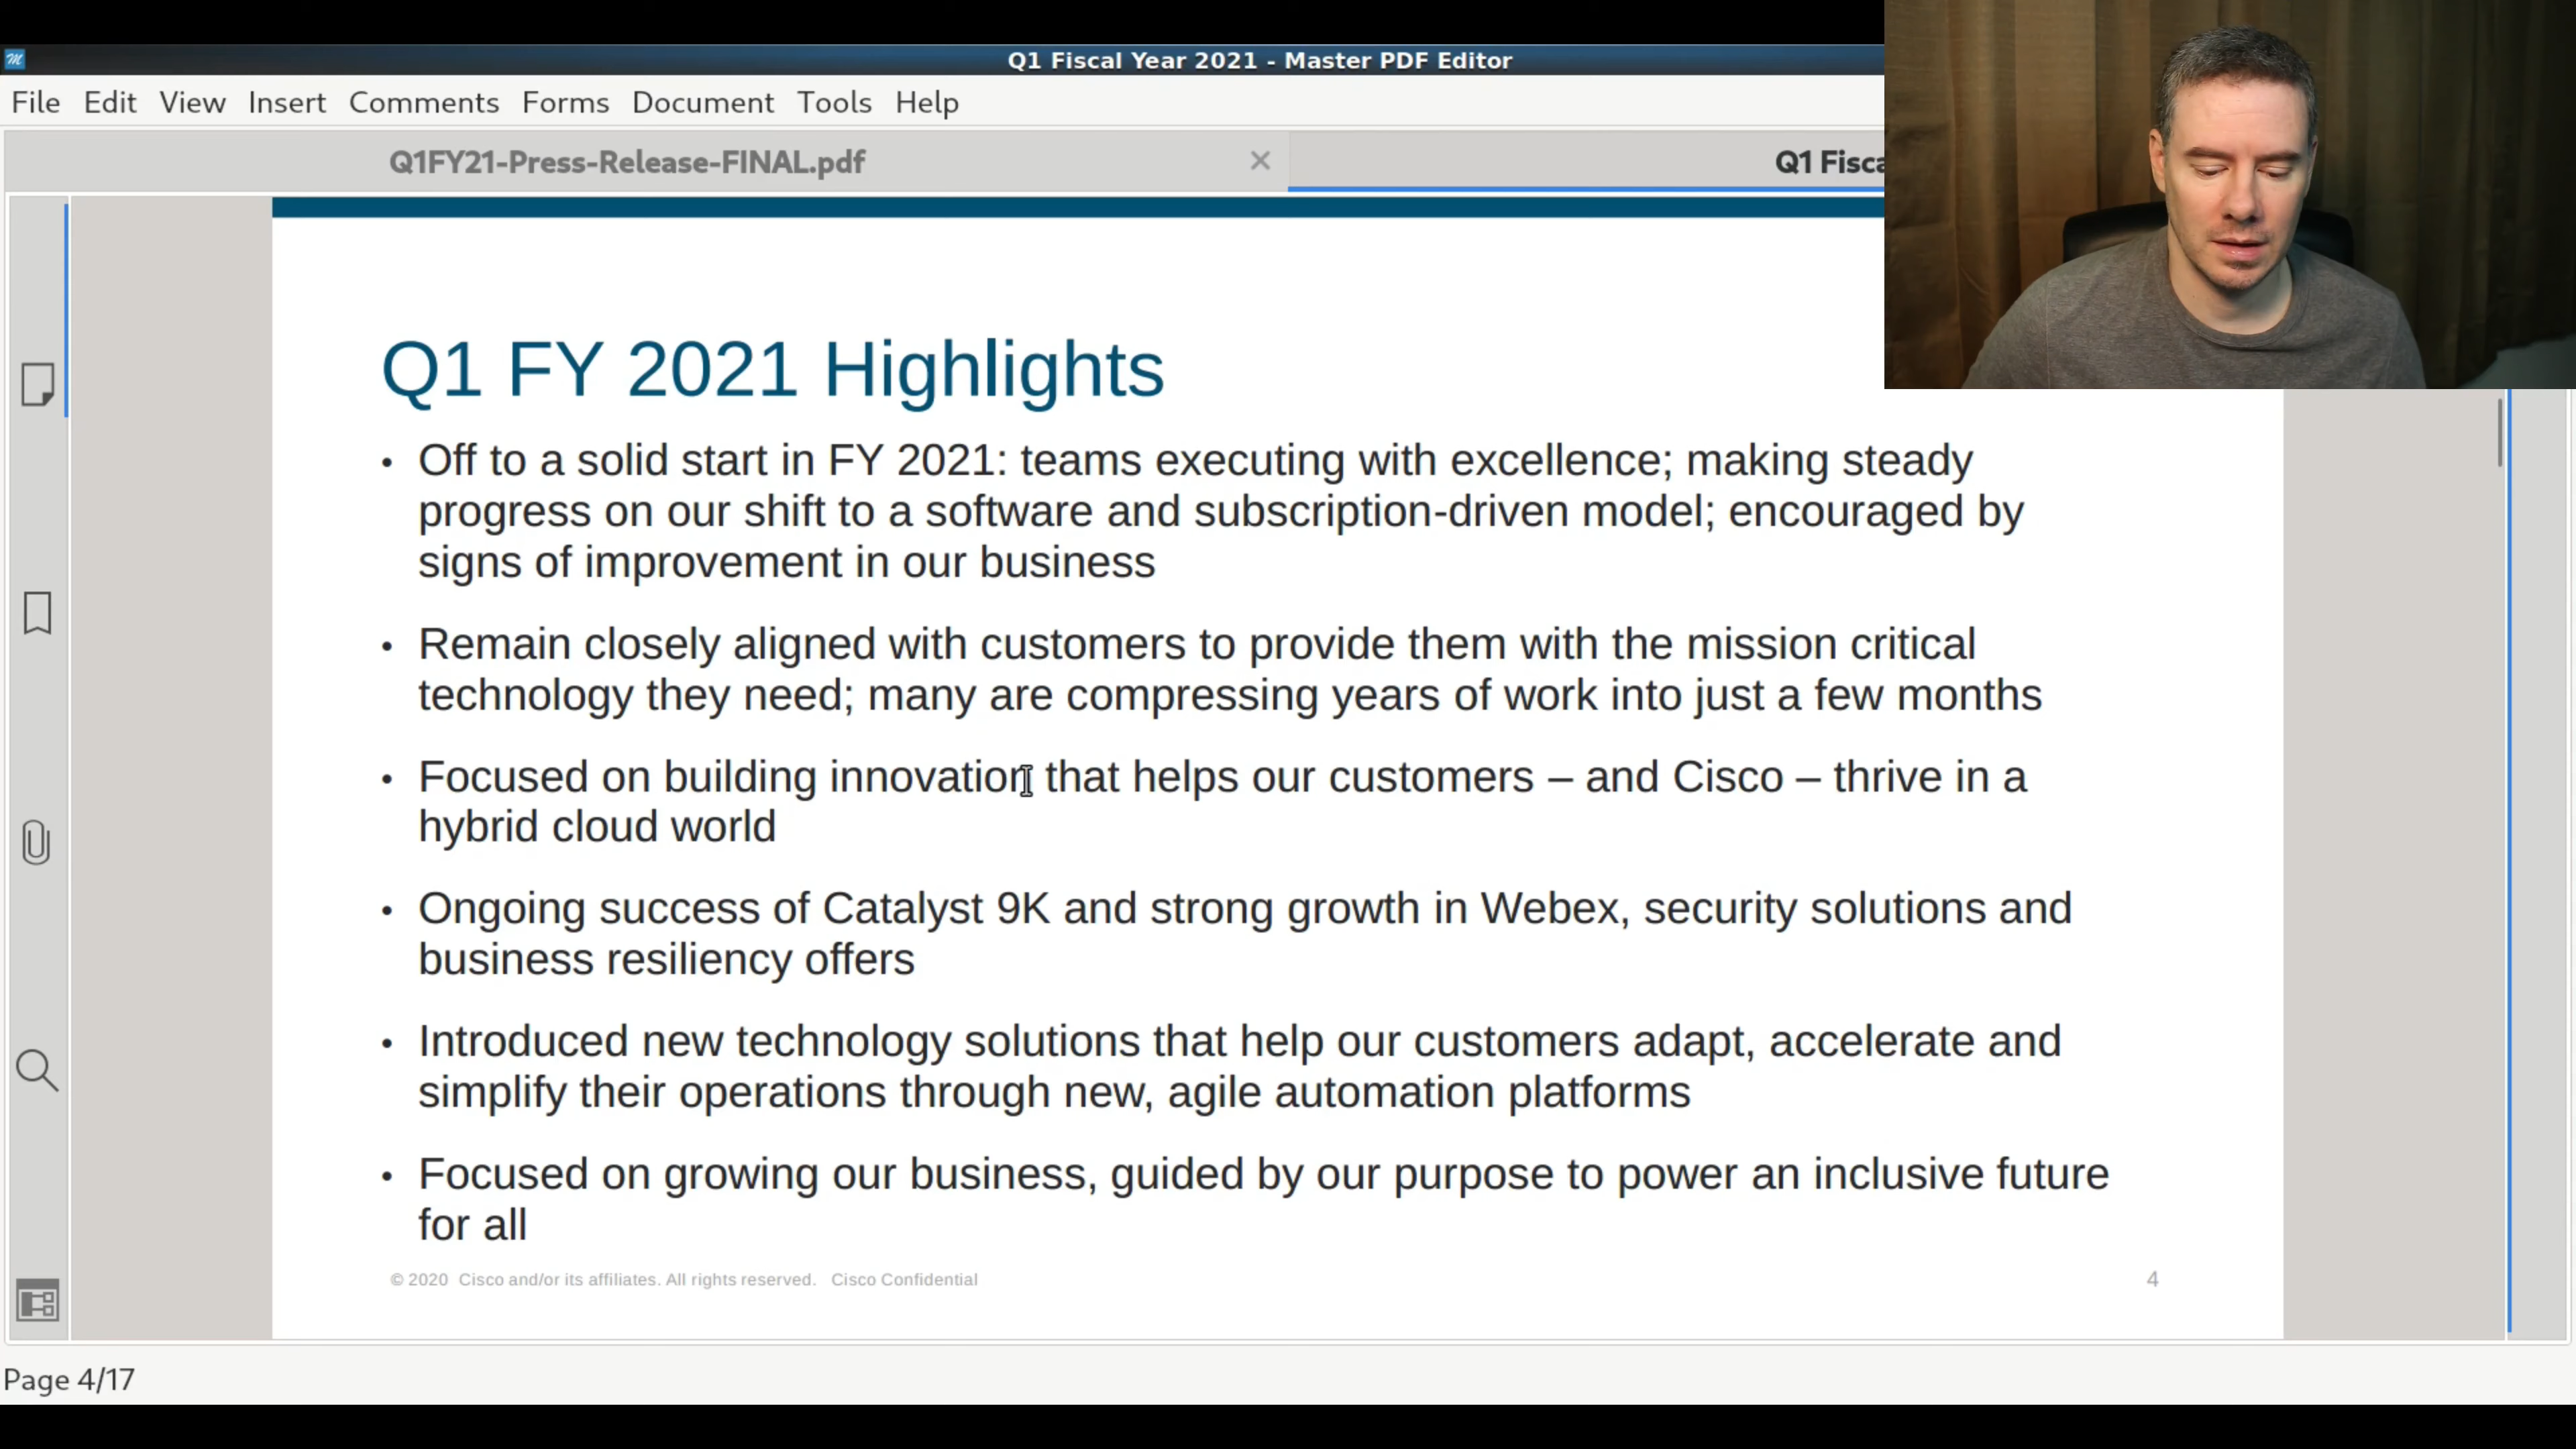 Q1 Fiscal Year 2021 - Master PDF Editor
File Edit View Insert Comments Forms Document Tools Help
Q1FY21-Press-Release-FINAL.pdf
Q1 Fisca
Q1 FY 2021 Highlights
• Off to a solid start in FY 2021: teams executing with excellence; making steady
progress on our shift to a software and subscription-driven model; encouraged by
signs of improvement in our business
• Remain closely aligned with customers to provide them with the mission critical
technology they need; many are compressing years of work into just a few months
• Focused on building innovation that helps our customers – and Cisco – thrive in a
hybrid cloud world
• Ongoing success of Catalyst 9K and strong growth in Webex, security solutions and
business resiliency offers
• Introduced new technology solutions that help our customers adapt, accelerate and
simplify their operations through new, agile automation platforms
• Focused on growing our business, guided by our purpose to power an inclusive future
for all
© 2020 Cisco and/or its affiliates. All rights reserved. Cisco Confidential
4
Page 4/17